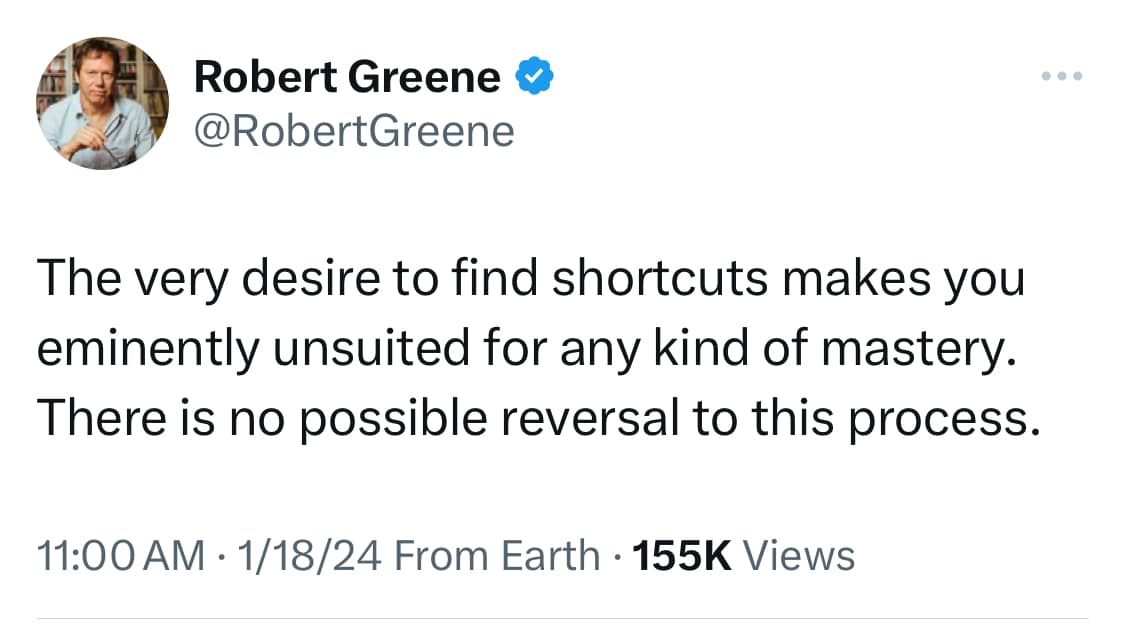 Robert Greene
@RobertGreene
The very desire to find shortcuts makes you
eminently unsuited for any kind of mastery.
There is no possible reversal to this process.
11:00 AM · 1/18/24 From Earth · 155K Views